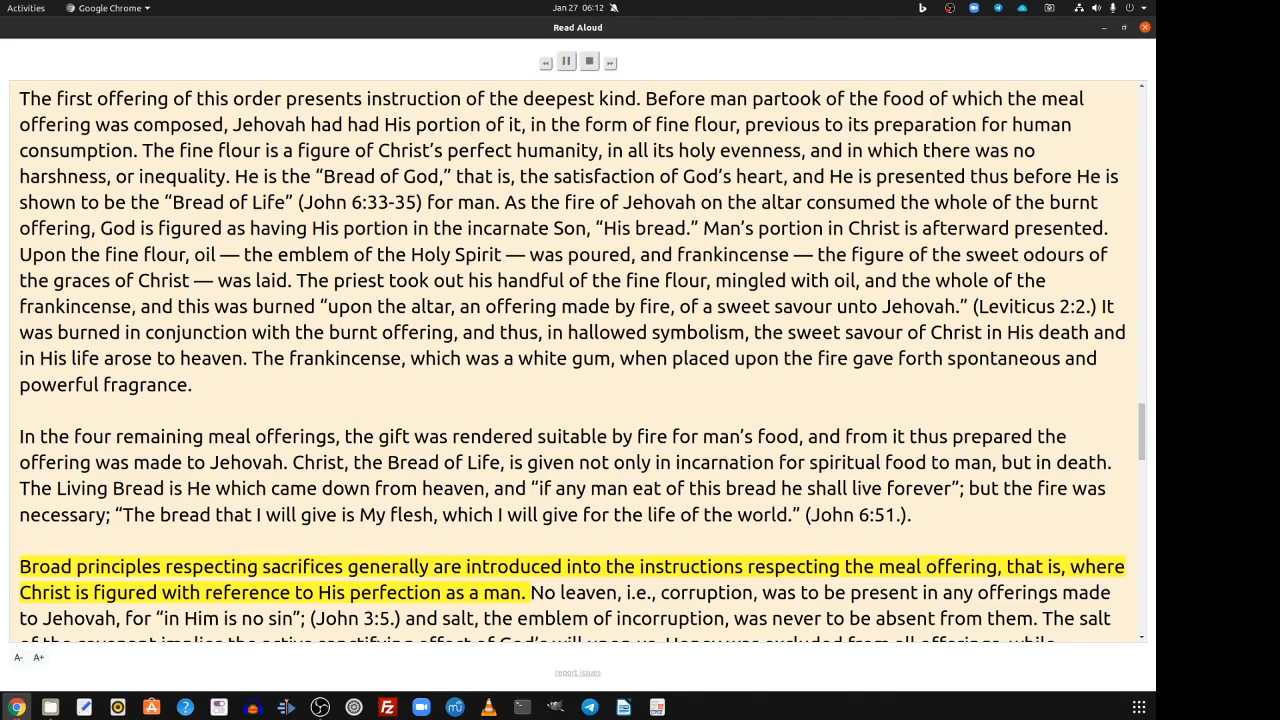 Activities
Google Chrome
Jan 27 06:12
Read Aloud
The first offering of this order presents instruction of the deepest kind. Before man partook of the food of which the meal
offering was composed, Jehovah had had His portion of it, in the form of fine flour, previous to its preparation for human
consumption. The fine flour is a figure of Christ’s perfect humanity, in all its holy evenness, and in which there was no
harshness, or inequality. He is the “Bread of God,” that is, the satisfaction of God’s heart, and He is presented thus before He is
shown to be the “Bread of Life” (John 6:33-35) for man. As the fire of Jehovah on the altar consumed the whole of the burnt
offering, God is figured as having His portion in the incarnate Son, “His bread.” Man’s portion in Christ is afterward presented.
Upon the fine flour, oil — the emblem of the Holy Spirit — was poured, and frankincense — the figure of the sweet odours of
the graces of Christ — was laid. The priest took out his handful of the fine flour, mingled with oil, and the whole of the
frankincense, and this was burned “upon the altar, an offering made by fire, of a sweet savour unto Jehovah.” (Leviticus 2:2.) It
was burned in conjunction with the burnt offering, and thus, in hallowed symbolism, the sweet savour of Christ in His death and
in His life arose to heaven. The frankincense, which was a white gum, when placed upon the fire gave forth spontaneous and
powerful fragrance.
In the four remaining meal offerings, the gift was rendered suitable by fire for man’s food, and from it thus prepared the
offering was made to Jehovah. Christ, the Bread of Life, is given not only in incarnation for spiritual food to man, but in death.
The Living Bread is He which came down from heaven, and “if any man eat of this bread he shall live forever”; but the fire was
necessary; “The bread that I will give is My flesh, which I will give for the life of the world.” (John 6:51.).
Broad principles respecting sacrifices generally are introduced into the instructions respecting the meal offering, that is, where
Christ is figured with reference to His perfection as a man. No leaven, i.e., corruption, was to be present in any offerings made
to Jehovah, for “in Him is no sin”; (John 3:5.) and salt, the emblem of incorruption, was never to be absent from them. The salt
of the covenant implies the active sanctifying effect of God’s will upon us. Honey was excluded from all offerings, while
A- A+
report issues